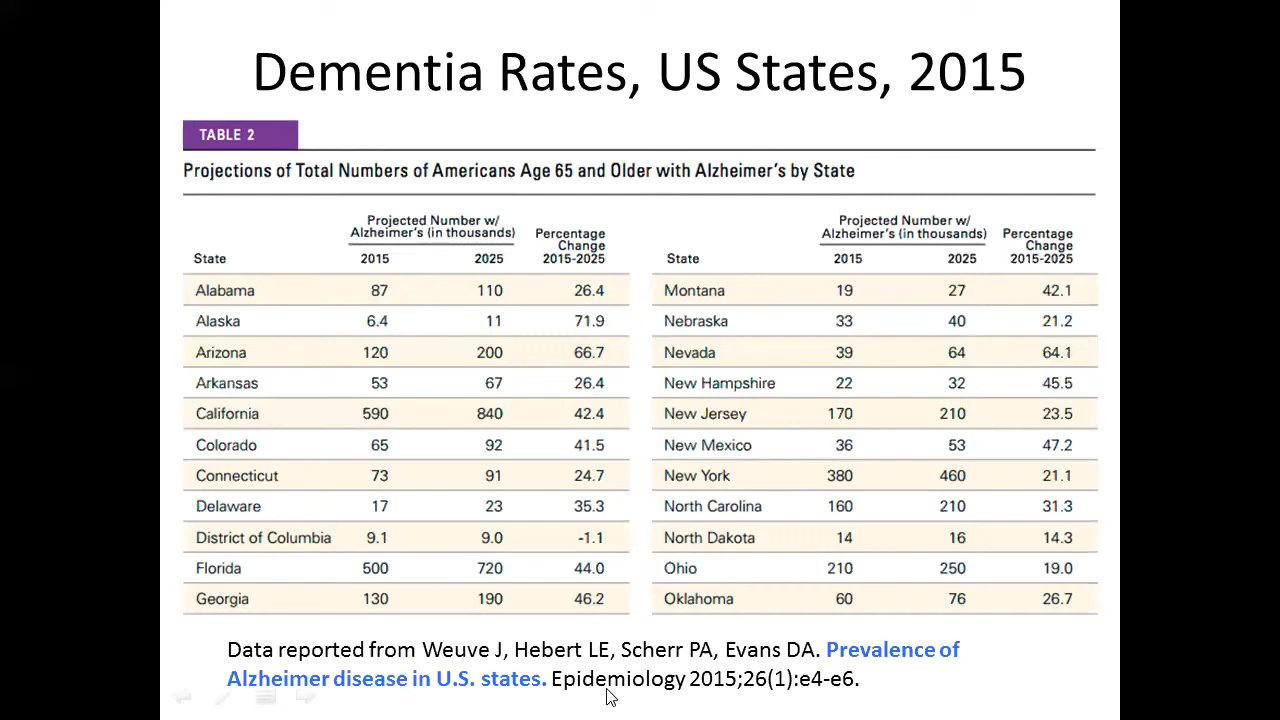 Dementia Rates, US States, 2015
TABLE 2
Projections of Total Numbers of Americans Age 65 and Older with Alzheimer's by State
Projected Number w/
Alzheimer's (in thousands)
Percentage
Change
State 2015 2025 2015-2025
Alabama 87 110 26.4
Alaska 6.4 11 71.9
Arizona 120 200 66.7
Arkansas 53 67 26.4
California 590 840 42.4
Colorado 65 92 41.5
Connecticut 73 91 24.7
Delaware 17 23 35.3
District of Columbia 9.1 9.0 -1.1
Florida 500 720 44.0
Georgia 130 190 46.2
Projected Number w/
Alzheimer's (in thousands)
Percentage
Change
State 2015 2025 2015-2025
Montana 19 27 42.1
Nebraska 33 40 21.2
Nevada 39 64 64.1
New Hampshire 22 32 45.5
New Jersey 170 210 23.5
New Mexico 36 53 47.2
New York 380 460 21.1
North Carolina 160 210 31.3
North Dakota 14 16 14.3
Ohio 210 250 19.0
Oklahoma 60 76 26.7
Data reported from Weuve J, Hebert LE, Scherr PA, Evans DA. Prevalence of
Alzheimer disease in U.S. states. Epidemiology 2015;26(1):e4-e6.